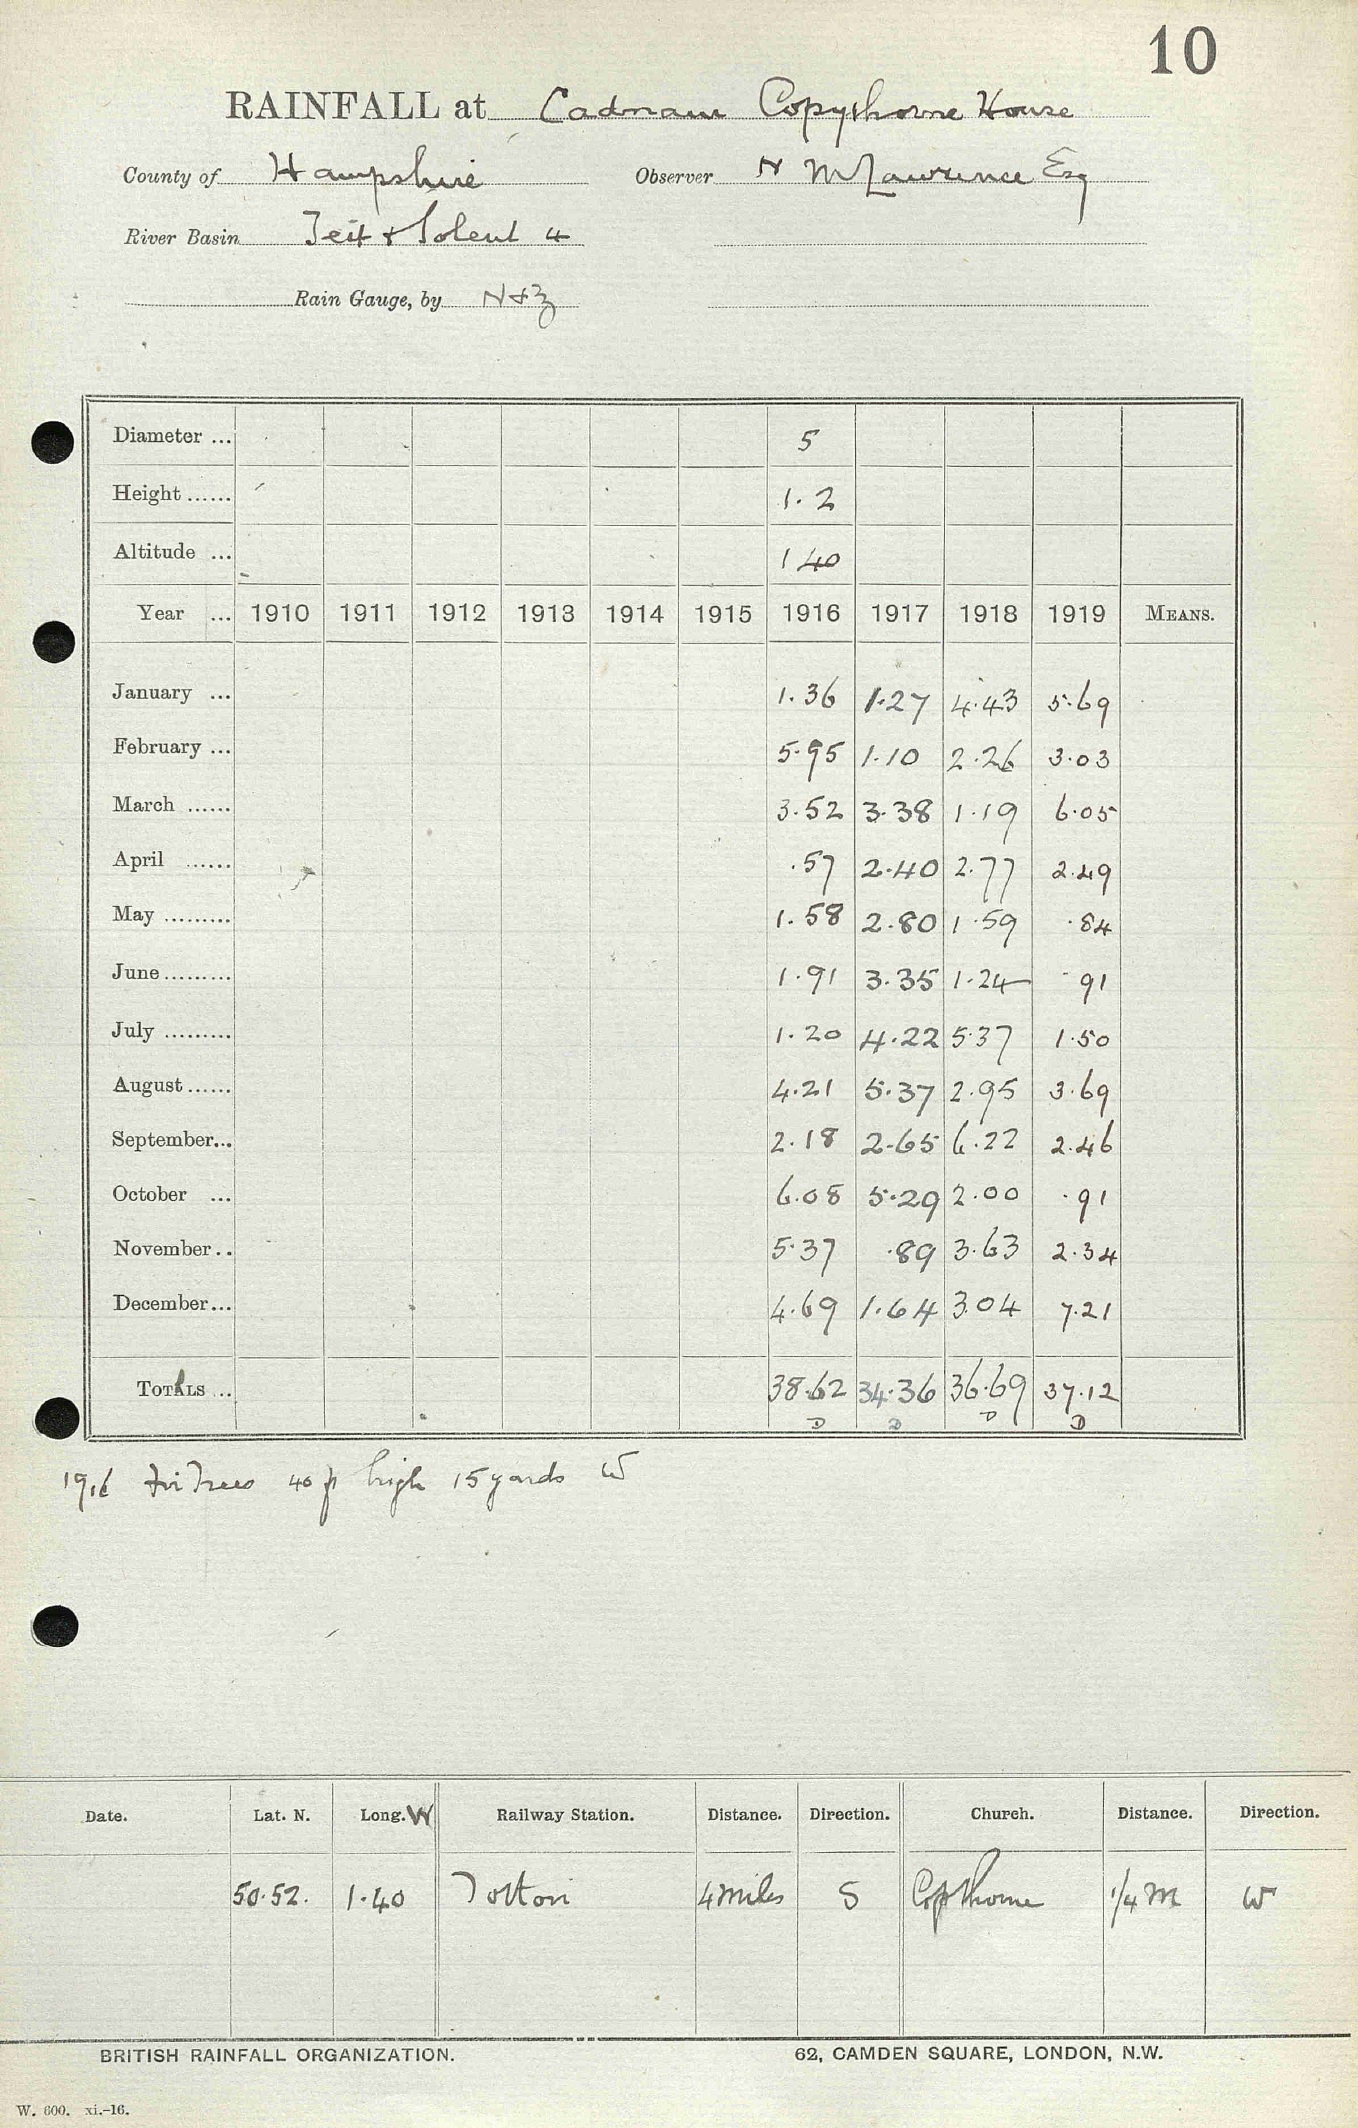 10
RAINFALL at Cadnam Copythorne House
County of Hampshire Observer H M Lawrence Esq
River Basin Test & Solent 4
Rain Gauge, by N & Z
Diameter ... 5
Height ...... 1.2
Altitude ... 140
Year ... 1910 1911 1912 1913 1914 1915 1916 1917 1918 1919 MEANS.
January ... 1.36 1.27 4.43 5.69
February ... 5.95 1.10 2.26 3.03
March ...... 3.52 3.38 1.19 6.05
April ...... .57 2.40 2.77 2.49
May ......... 1.58 2.80 1.59 .84
June ......... 1.91 3.35 1.24 .91
July ......... 1.20 4.22 5.37 1.50
August ...... 4.21 5.37 2.95 3.69
September... 2.18 2.65 6.22 2.46
October ... 6.08 5.29 2.00 .91
November.. 5.37 .89 3.63 2.34
December... 4.69 1.64 3.04 7.21
TOTALS ... 38.62 34.36 36.69 37.12
D D D D
1916 Fir Trees 40 ft high 15 yards W
Date. Lat. N. Long. W Railway Station. Distance. Direction. Church. Distance. Direction.
50.52. 1.40 Totton 4 miles S Copthorne 1/4 m W
BRITISH RAINFALL ORGANIZATION. 62, CAMDEN SQUARE, LONDON, N.W.
W. 600. xi.-16.